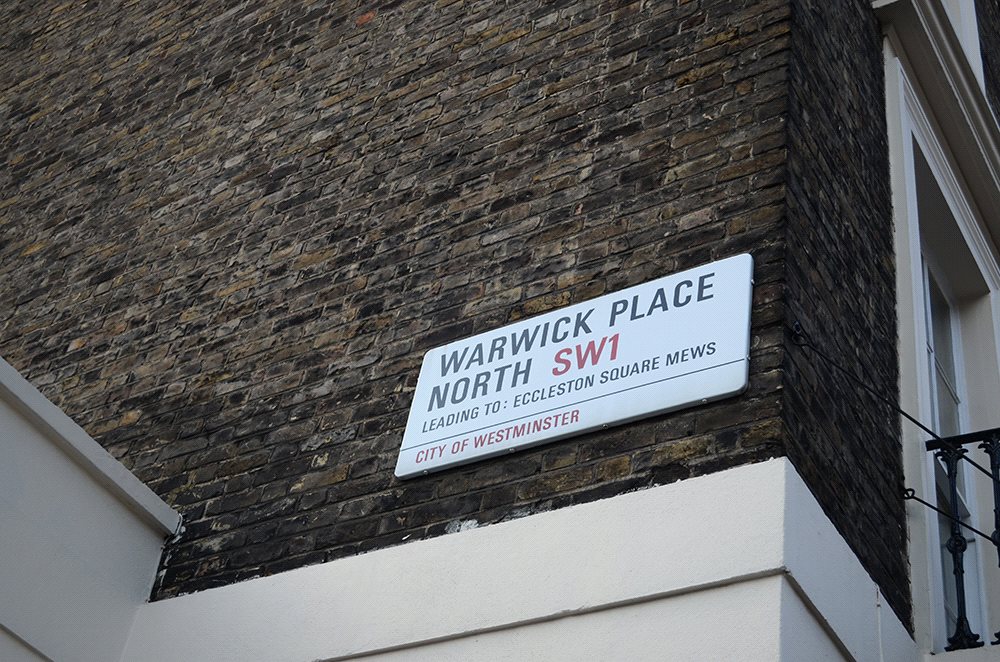 WARWICK PLACE
NORTH SW1
LEADING TO: ECCLESTON SQUARE MEWS
CITY OF WESTMINSTER